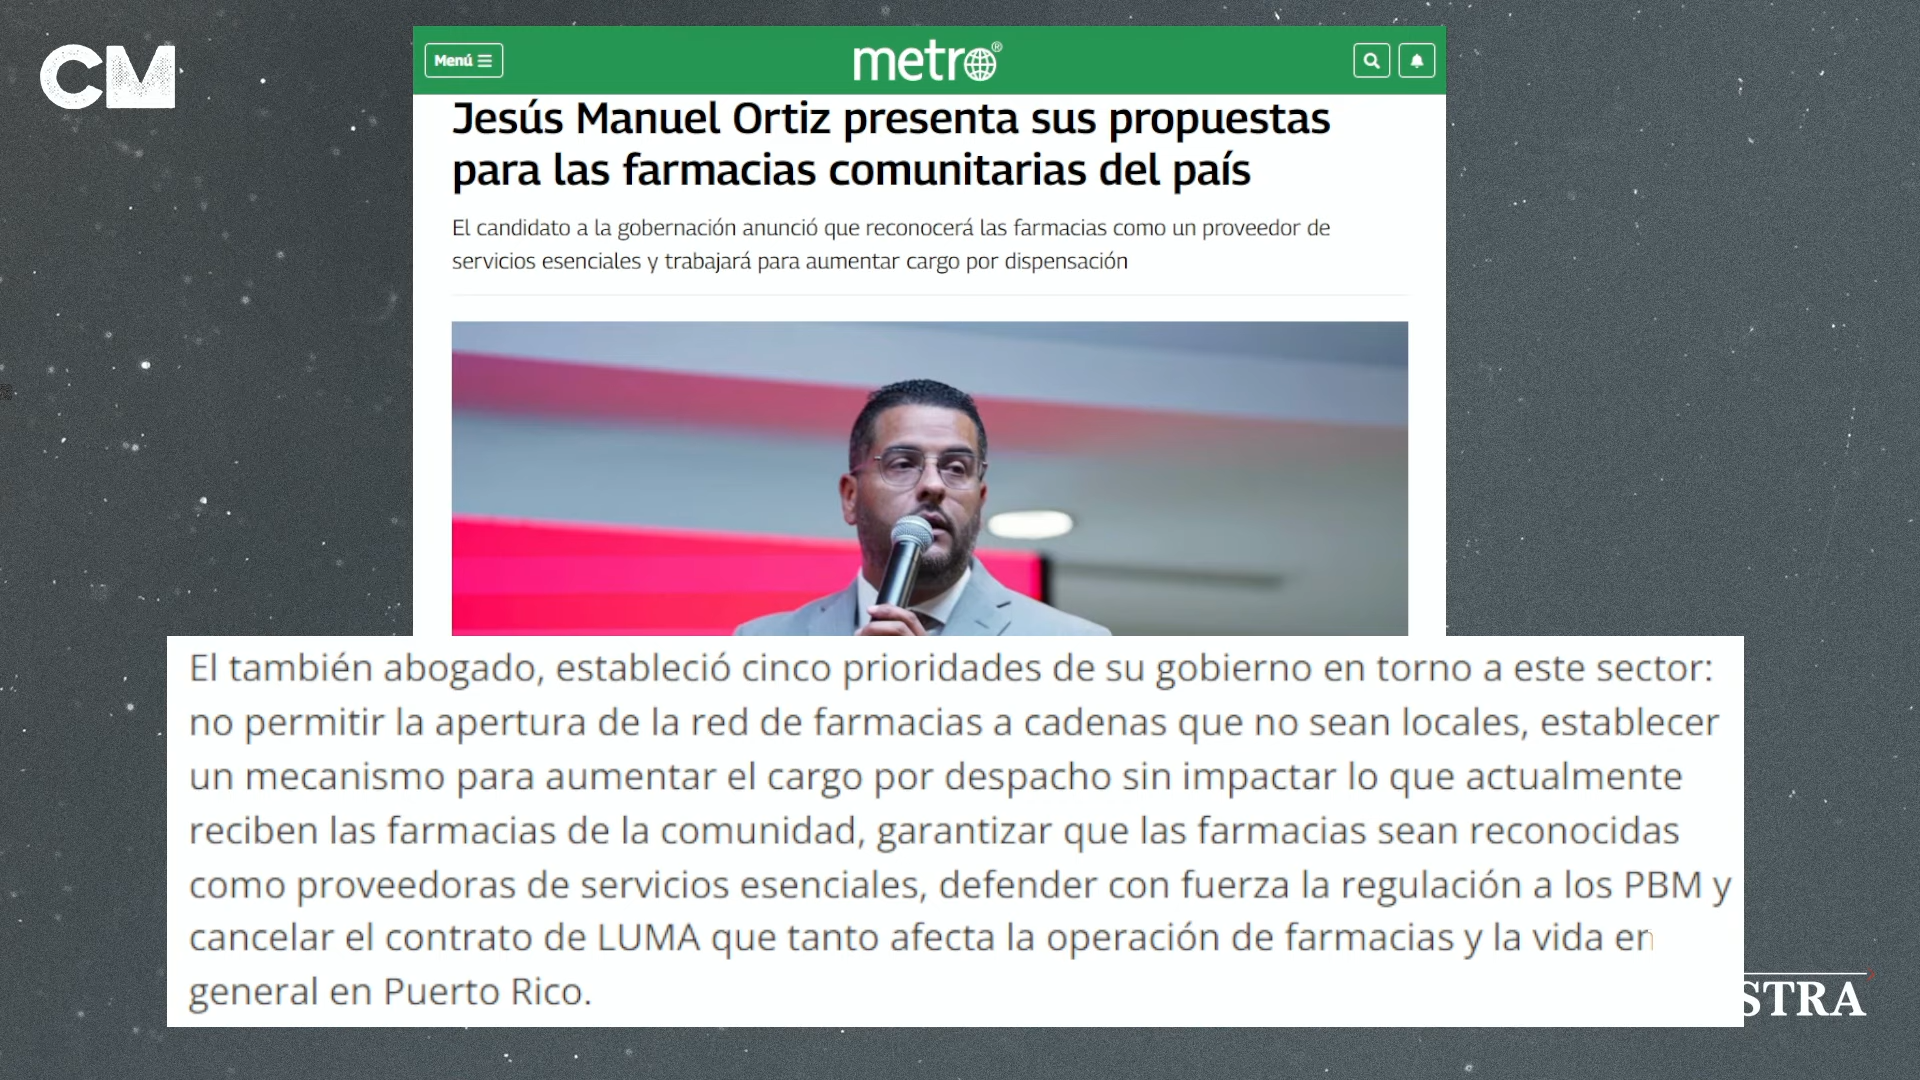 CM
Menú
metro®
Jesús Manuel Ortiz presenta sus propuestas
para las farmacias comunitarias del país
El candidato a la gobernación anunció que reconocerá las farmacias como un proveedor de
servicios esenciales y trabajará para aumentar cargo por dispensación
El también abogado, estableció cinco prioridades de su gobierno en torno a este sector:
no permitir la apertura de la red de farmacias a cadenas que no sean locales, establecer
un mecanismo para aumentar el cargo por despacho sin impactar lo que actualmente
reciben las farmacias de la comunidad, garantizar que las farmacias sean reconocidas
como proveedoras de servicios esenciales, defender con fuerza la regulación a los PBM y
cancelar el contrato de LUMA que tanto afecta la operación de farmacias y la vida en
general en Puerto Rico.
STRA